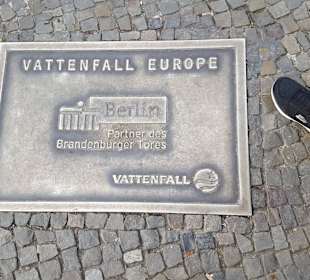 VATTENFALL EUROPE
Berlin
Partner des
Brandenburger Tores
VATTENFALL